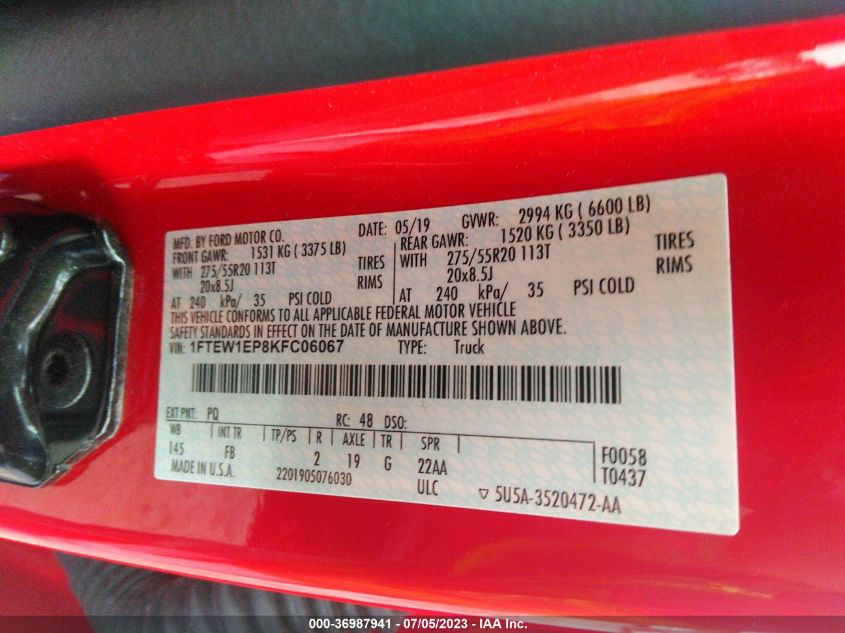 MFD. BY FORD MOTOR CO. DATE: 05/19 GVWR: 2994 KG ( 6600 LB)
FRONT GAWR: 1531 KG ( 3375 LB) REAR GAWR: 1520 KG ( 3350 LB)
WITH 275/55R20 113T TIRES WITH 275/55R20 113T TIRES
20x8.5J RIMS 20x8.5J RIMS
AT 240 kPa/ 35 PSI COLD AT 240 kPa/ 35 PSI COLD
THIS VEHICLE CONFORMS TO ALL APPLICABLE FEDERAL MOTOR VEHICLE
SAFETY STANDARDS IN EFFECT ON THE DATE OF MANUFACTURE SHOWN ABOVE.
VIN: 1FTEW1EP8KFC06067 TYPE: Truck
EXT PNT: PQ RC: 48 DSO:
WB INT TR TP/PS R AXLE TR SPR F0058
145 FB 2 19 G 22AA T0437
MADE IN U.S.A. 2201905076030 ULC ▽ 5U5A-3520472-AA
000-36987941 - 07/05/2023 - IAA Inc.